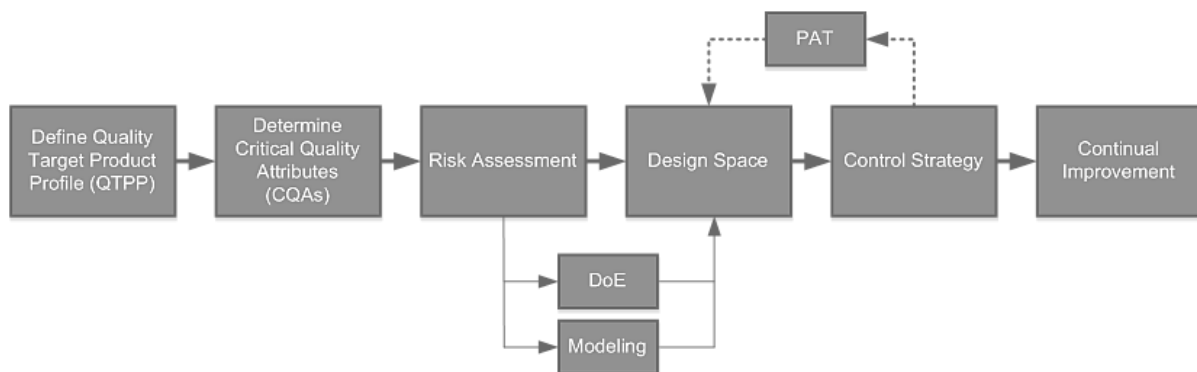 PAT
Define Quality
Target Product
Profile (QTPP)
Determine
Critical Quality
Attributes
(CQAs)
Risk Assessment
Design Space
Control Strategy
Continual
Improvement
DoE
Modeling